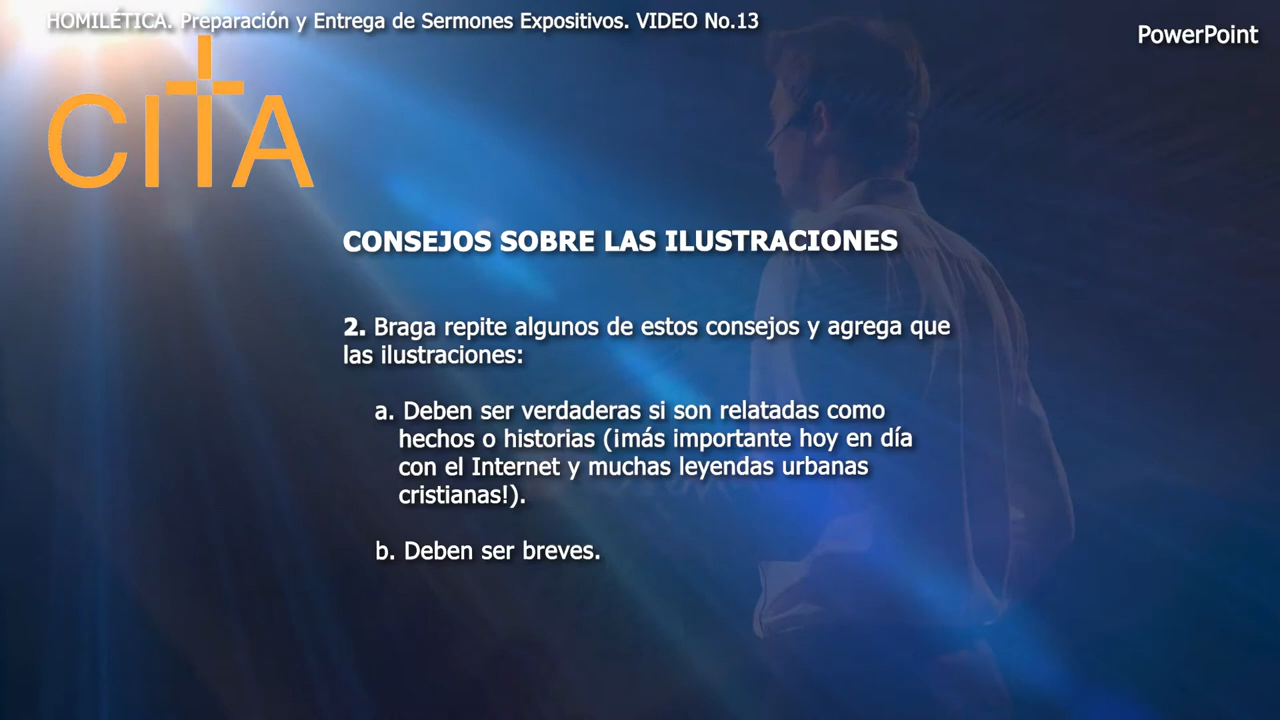 HOMILÉTICA. Preparación y Entrega de Sermones Expositivos. VIDEO No.13
PowerPoint
CITA
CONSEJOS SOBRE LAS ILUSTRACIONES
2. Braga repite algunos de estos consejos y agrega que
las ilustraciones:
a. Deben ser verdaderas si son relatadas como
hechos o historias (¡más importante hoy en día
con el Internet y muchas leyendas urbanas
cristianas!).
b. Deben ser breves.